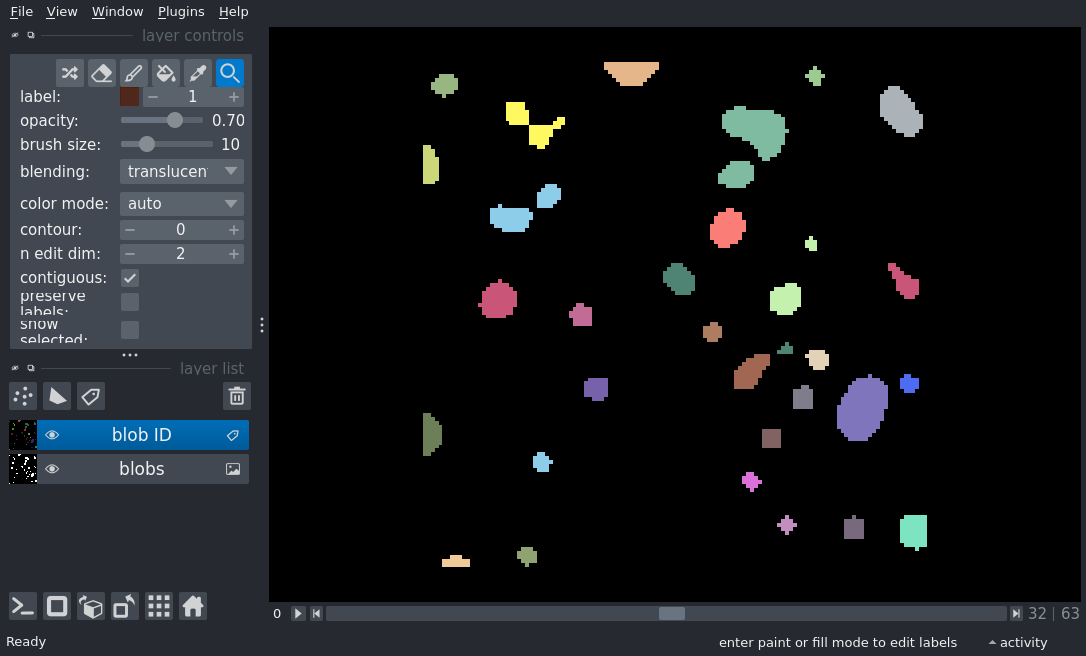 File View Window Plugins Help
layer controls
label: 1
opacity: 0.70
brush size: 10
blending: translucen
color mode: auto
contour: 0
n edit dim: 2
contiguous:
preserve
labels:
show
selected:
layer list
blob ID
blobs
0 32 | 63
Ready enter paint or fill mode to edit labels activity